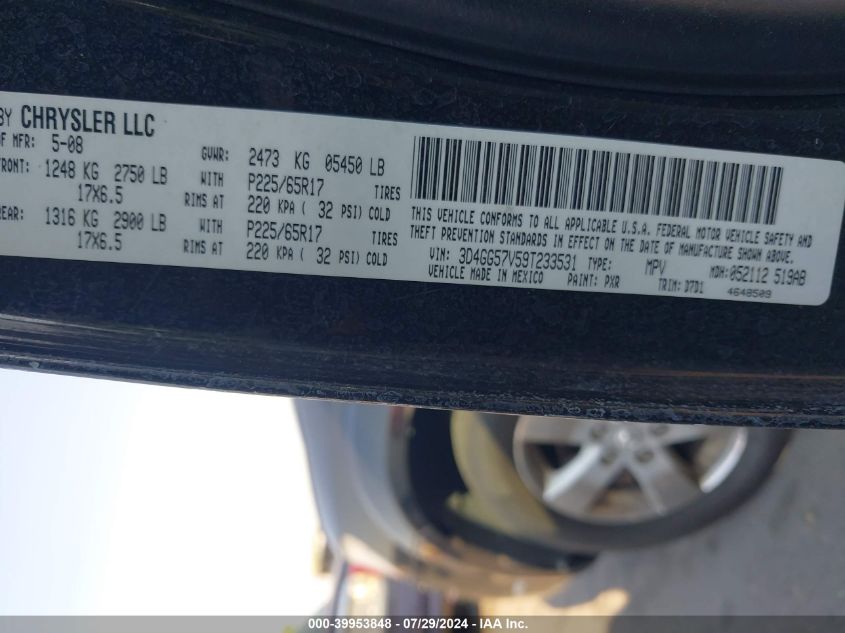 BY CHRYSLER LLC
OF MFR: 5-08 GVWR: 2473 KG 05450 LB
FRONT: 1248 KG 2750 LB WITH P225/65R17 TIRES
17X6.5 RIMS AT 220 KPA ( 32 PSI) COLD
REAR: 1316 KG 2900 LB WITH P225/65R17 TIRES
17X6.5 RIMS AT 220 KPA ( 32 PSI) COLD
THIS VEHICLE CONFORMS TO ALL APPLICABLE U.S.A. FEDERAL MOTOR VEHICLE SAFETY AND
THEFT PREVENTION STANDARDS IN EFFECT ON THE DATE OF MANUFACTURE SHOWN ABOVE.
VIN: 3D4GG57V59T233531 TYPE: MPV MDH: 052112 519AB
VEHICLE MADE IN MEXICO PAINT: PXR TRIM: D7D1 4648509
000-39953848 - 07/29/2024 - IAA Inc.